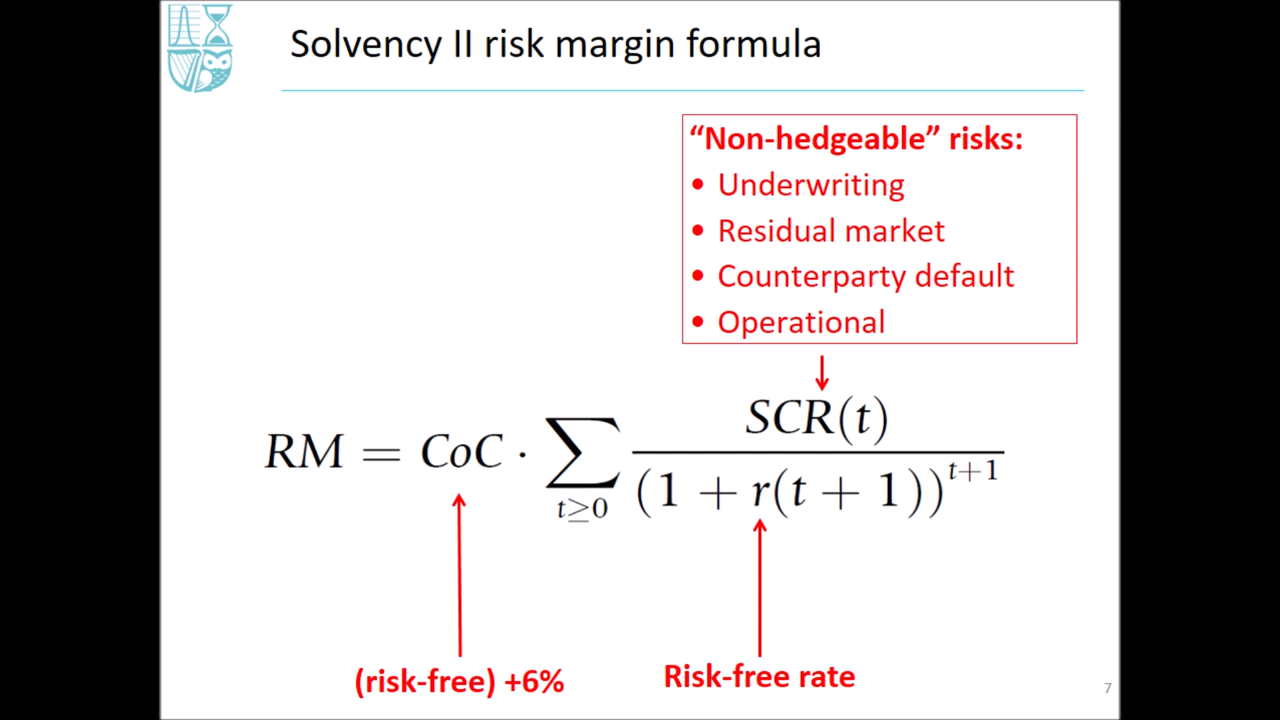 Solvency II risk margin formula
“Non-hedgeable” risks:
• Underwriting
• Residual market
• Counterparty default
• Operational
RM = CoC · ∑_{t≥0} SCR(t) / (1 + r(t + 1))^{t+1}
(risk-free) +6%
Risk-free rate
7